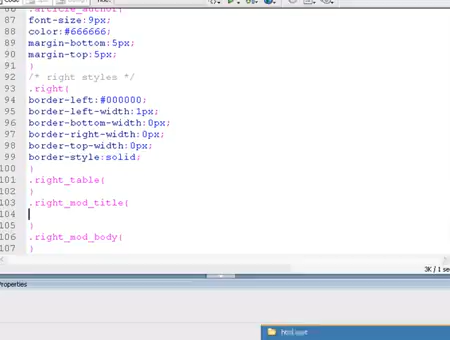 86 .article_author{
87 font-size:9px;
88 color:#666666;
89 margin-bottom:5px;
90 margin-top:5px;
91 }
92 /* right styles */
93 .right{
94 border-left:#000000;
95 border-left-width:1px;
96 border-bottom-width:0px;
97 border-right-width:0px;
98 border-top-width:0px;
99 border-style:solid;
100 }
101 .right_table{
102 }
103 .right_mod_title{
104
105 }
106 .right_mod_body{
107 }
3K / 1 se
Properties